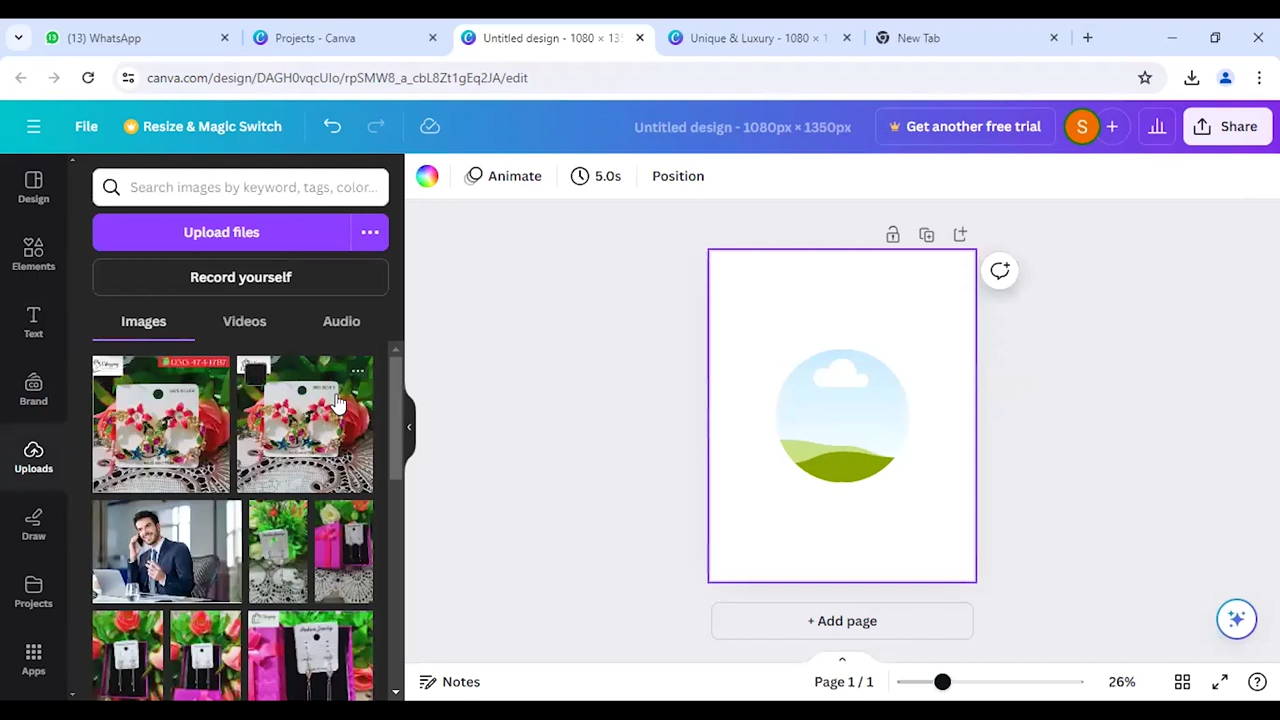 (13) WhatsApp
Projects - Canva
Untitled design - 1080 × 135
Unique & Luxury - 1080 × 1
New Tab
canva.com/design/DAGH0vqcUlo/rpSMW8_a_cbL8Zt1gEq2JA/edit
File
Resize & Magic Switch
Untitled design - 1080px × 1350px
Get another free trial
S
Share
Design
Elements
Text
Brand
Uploads
Draw
Projects
Apps
Search images by keyword, tags, color...
Upload files
Record yourself
Images
Videos
Audio
Animate
5.0s
Position
+ Add page
Notes
Page 1 / 1
26%